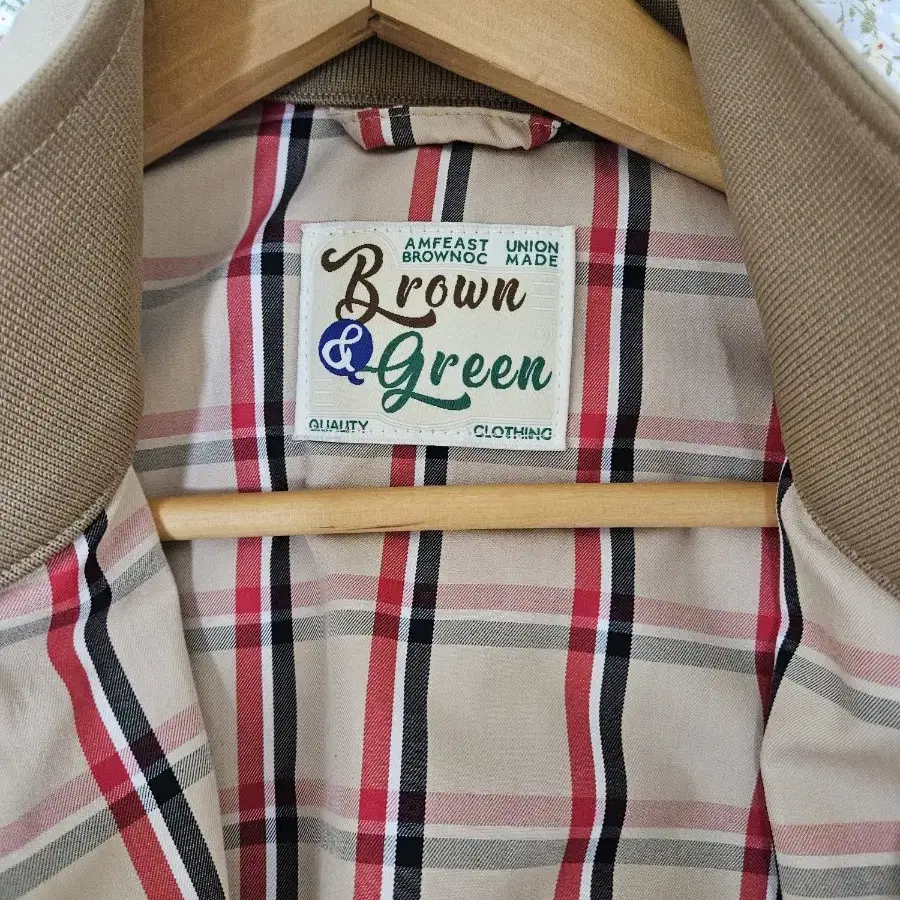 AMFEAST UNION
BROWNOC MADE
Brown
& Green
QUALITY CLOTHING